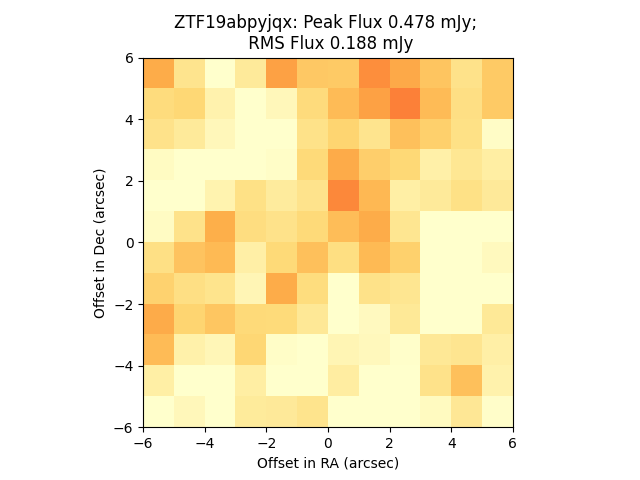 ZTF19abpyjqx: Peak Flux 0.478 mJy;
RMS Flux 0.188 mJy
6
4
2
0
−2
−4
−6
Offset in Dec (arcsec)
−6 −4 −2 0 2 4 6
Offset in RA (arcsec)